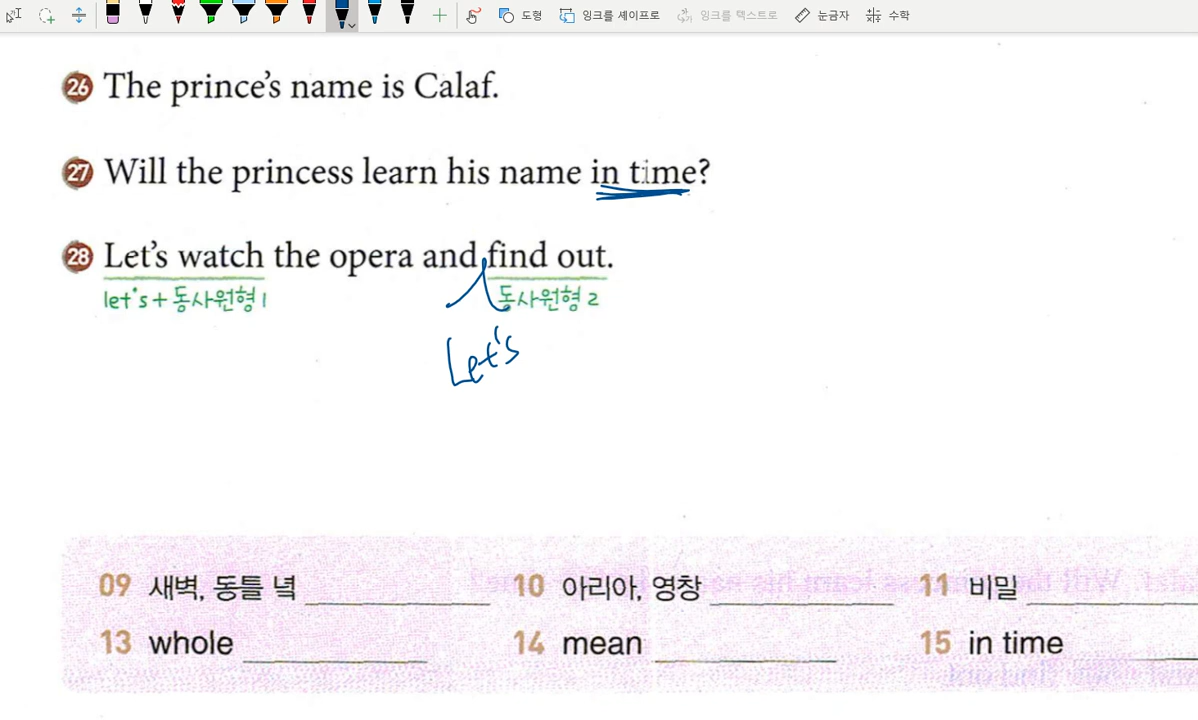 도형 잉크를 셰이프로 잉크를 텍스트로 눈금자 수학
26 The prince's name is Calaf.
27 Will the princess learn his name in time?
28 Let's watch the opera and find out.
let's + 동사원형 1 동사원형 2
Let's
09 새벽, 동틀 녘 10 아리아, 영창 11 비밀
13 whole 14 mean 15 in time